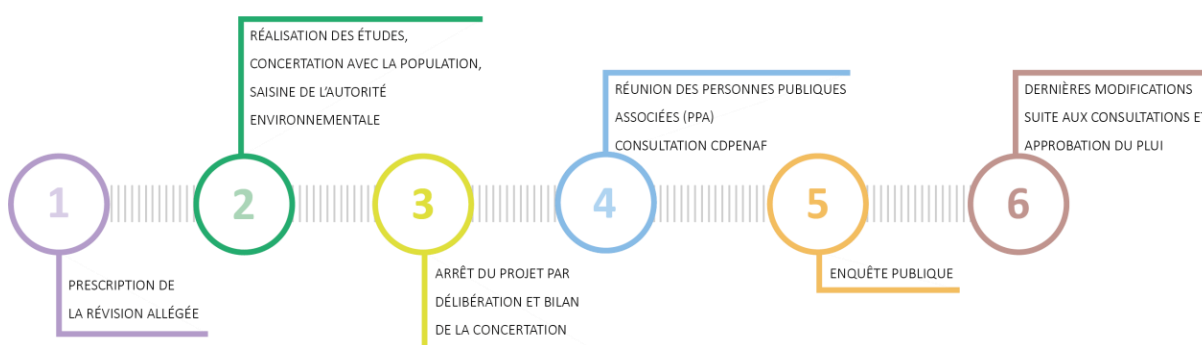 1
PRESCRIPTION DE
LA RÉVISION ALLÉGÉE
2
RÉALISATION DES ÉTUDES,
CONCERTATION AVEC LA POPULATION,
SAISINE DE L'AUTORITÉ
ENVIRONNEMENTALE
3
ARRÊT DU PROJET PAR
DÉLIBÉRATION ET BILAN
DE LA CONCERTATION
4
RÉUNION DES PERSONNES PUBLIQUES
ASSOCIÉES (PPA)
CONSULTATION CDPENAF
5
ENQUÊTE PUBLIQUE
6
DERNIÈRES MODIFICATIONS
SUITE AUX CONSULTATIONS ET
APPROBATION DU PLUI